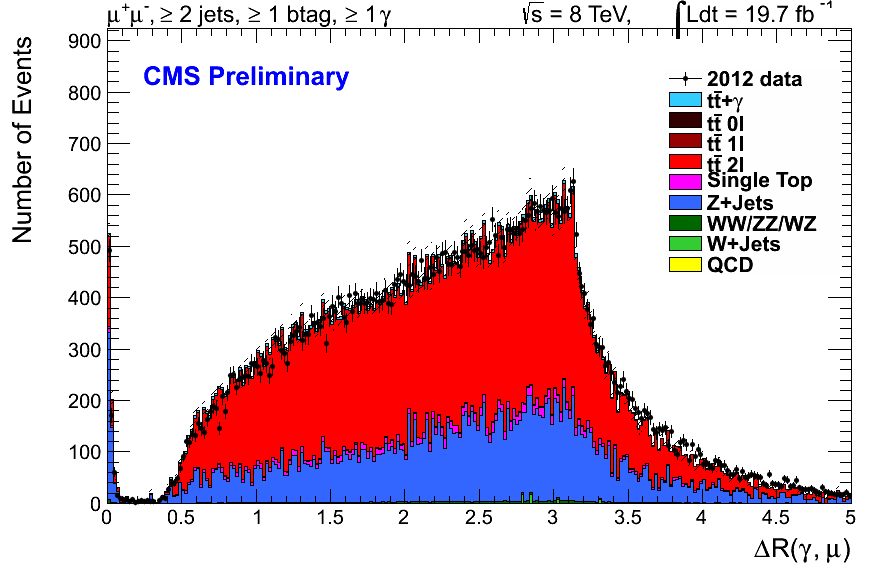 μ⁺μ⁻, ≥ 2 jets, ≥ 1 btag, ≥ 1 γ √s = 8 TeV, ∫Ldt = 19.7 fb⁻¹
Number of Events
CMS Preliminary
2012 data
tt̄+γ
tt̄ 0l
tt̄ 1l
tt̄ 2l
Single Top
Z+Jets
WW/ZZ/WZ
W+Jets
QCD
900
800
700
600
500
400
300
200
100
0
0 0.5 1 1.5 2 2.5 3 3.5 4 4.5 5
ΔR(γ, μ)